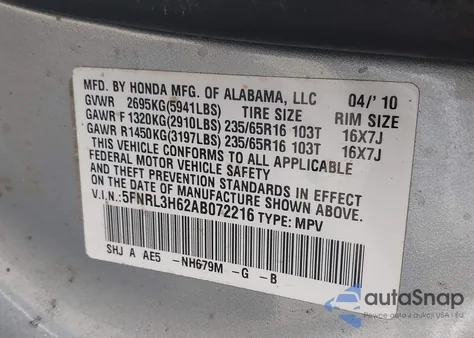 MFD. BY HONDA MFG. OF ALABAMA, LLC 04/'10
GVWR 2695KG(5941LBS) TIRE SIZE RIM SIZE
GAWR F 1320KG(2910LBS) 235/65R16 103T 16X7J
GAWR R 1450KG(3197LBS) 235/65R16 103T 16X7J
THIS VEHICLE CONFORMS TO ALL APPLICABLE
FEDERAL MOTOR VEHICLE SAFETY
AND THEFT PREVENTION STANDARDS IN EFFECT
ON THE DATE OF MANUFACTURE SHOWN ABOVE.
V.I.N.:5FNRL3H62AB072216 TYPE: MPV
SHJ A AE5 -NH679M -G -B
autoSnap